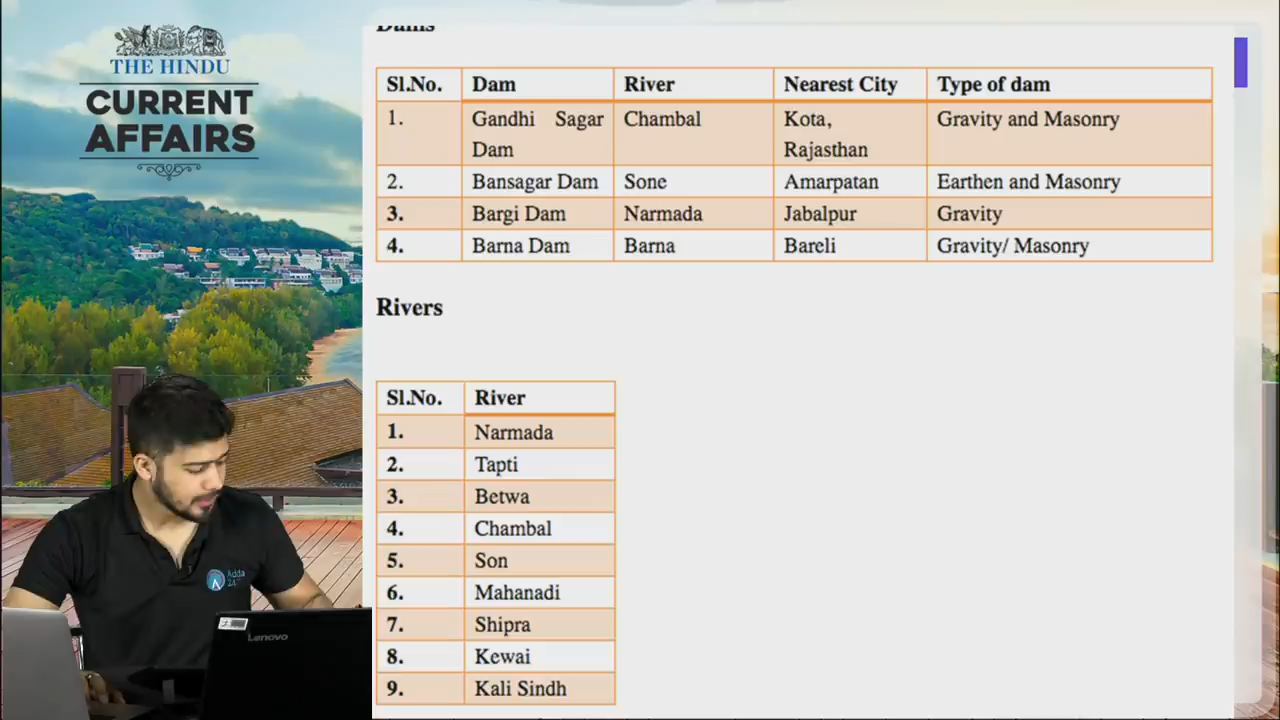 THE HINDU
CURRENT
AFFAIRS
Dams
Sl.No. Dam River Nearest City Type of dam
1. Gandhi Sagar Dam Chambal Kota, Rajasthan Gravity and Masonry
2. Bansagar Dam Sone Amarpatan Earthen and Masonry
3. Bargi Dam Narmada Jabalpur Gravity
4. Barna Dam Barna Bareli Gravity/ Masonry
Rivers
Sl.No. River
1. Narmada
2. Tapti
3. Betwa
4. Chambal
5. Son
6. Mahanadi
7. Shipra
8. Kewai
9. Kali Sindh
Adda
Lenovo